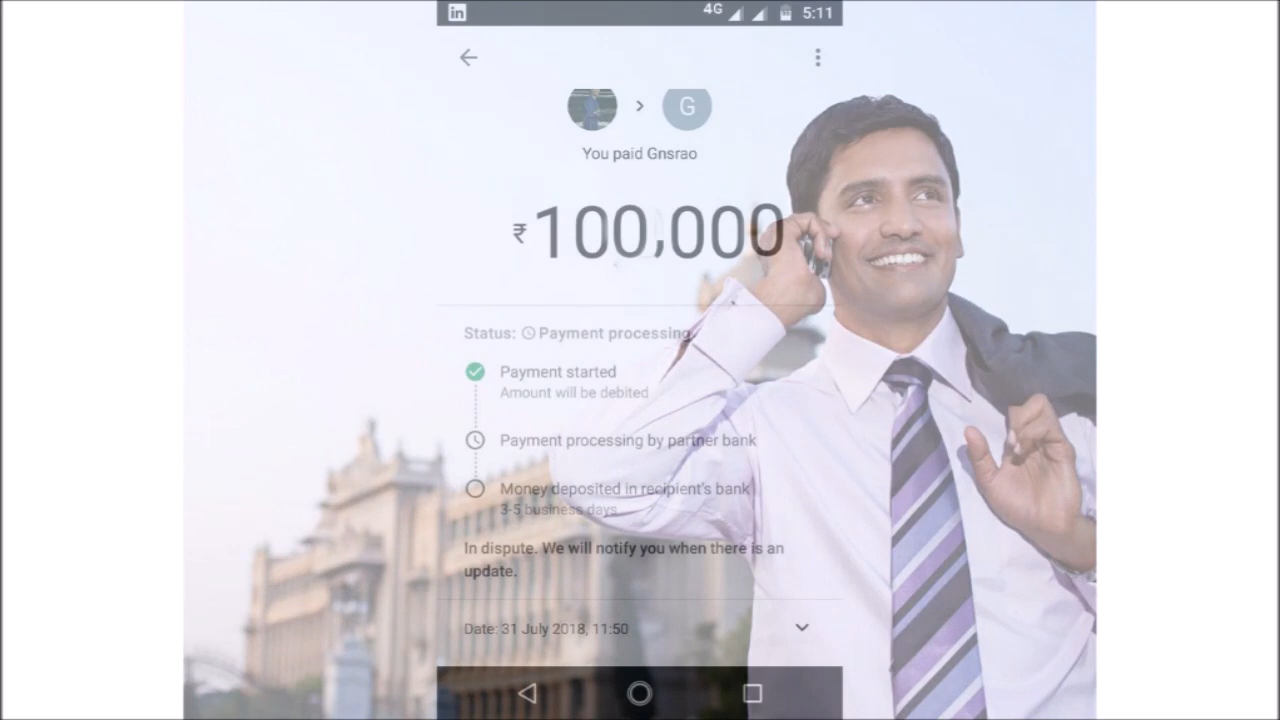 in
4G 5:11
G
You paid Gnsrao
₹100,000
Status: Payment processing
Payment started
Amount will be debited
Payment processing by partner bank
Money deposited in recipient's bank
3-5 business days
In dispute. We will notify you when there is an
update.
Date: 31 July 2018, 11:50